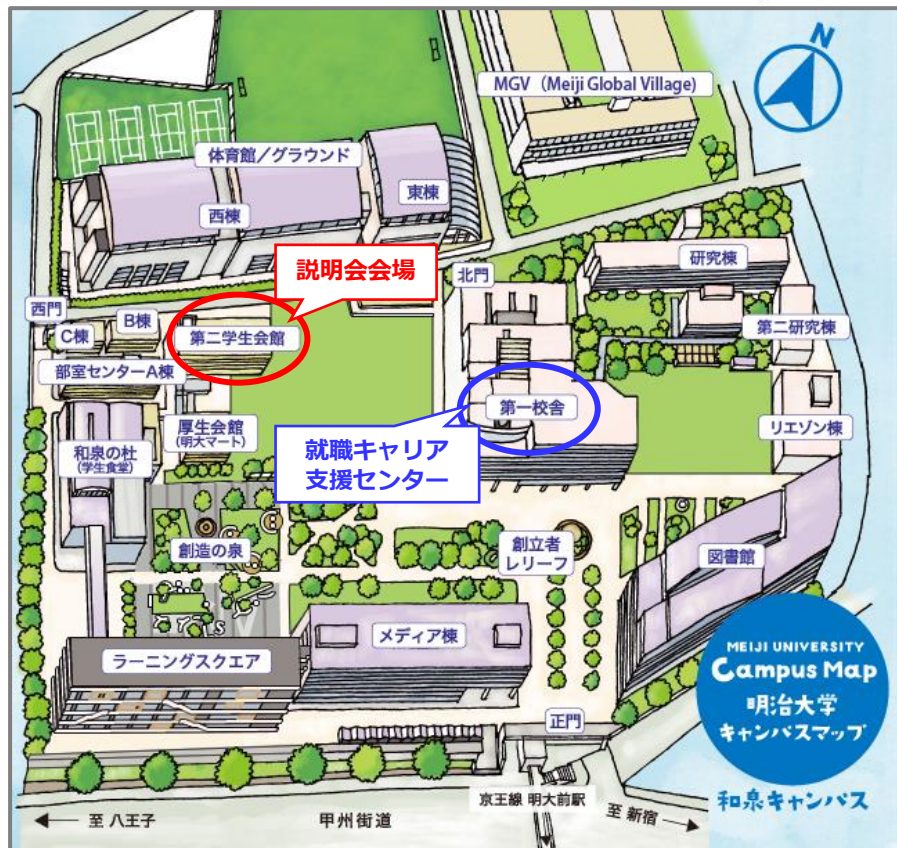 N
MGV（Meiji Global Village)
体育館／グラウンド
東棟
西棟
説明会会場
北門
研究棟
西門
C棟
B棟
第二学生会館
第二研究棟
部室センターA棟
第一校舎
厚生会館
(明大マート)
リエゾン棟
和泉の杜
(学生食堂)
就職キャリア
支援センター
創造の泉
創立者
レリーフ
図書館
メディア棟
ラーニングスクエア
MEIJI UNIVERSITY
Campus Map
明治大学
キャンパスマップ
正門
和泉キャンパス
京王線 明大前駅
至 八王子
甲州街道
至 新宿